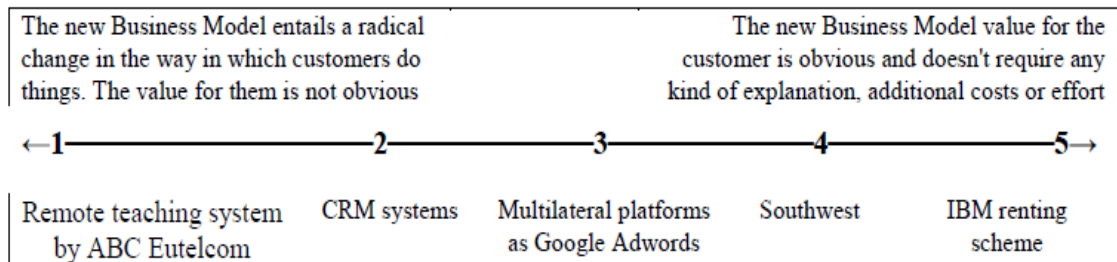 The new Business Model entails a radical
change in the way in which customers do
things. The value for them is not obvious
The new Business Model value for the
customer is obvious and doesn't require any
kind of explanation, additional costs or effort
←1 2 3 4 5→
Remote teaching system
by ABC Eutelcom
CRM systems
Multilateral platforms
as Google Adwords
Southwest
IBM renting
scheme